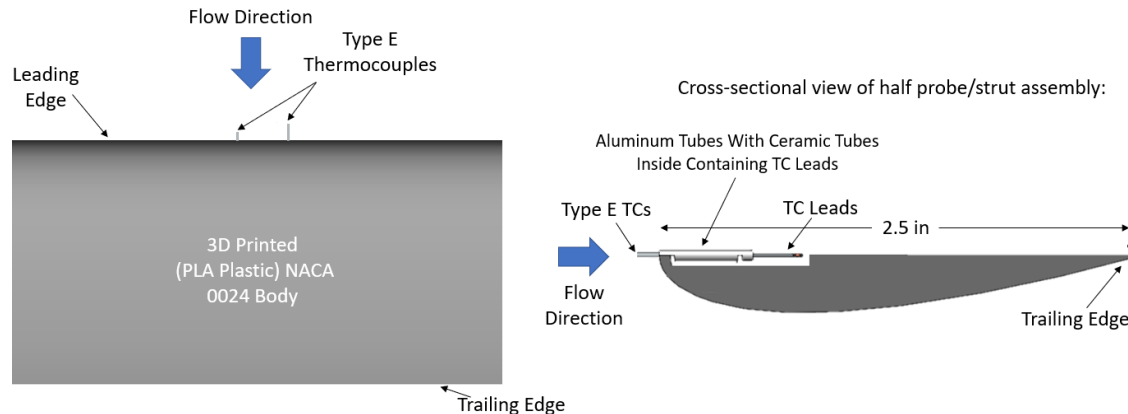 Flow Direction
Type E
Thermocouples
Leading
Edge
3D Printed
(PLA Plastic) NACA
0024 Body
Trailing Edge
Cross-sectional view of half probe/strut assembly:
Aluminum Tubes With Ceramic Tubes
Inside Containing TC Leads
Type E TCs
TC Leads
2.5 in
Flow
Direction
Trailing Edge